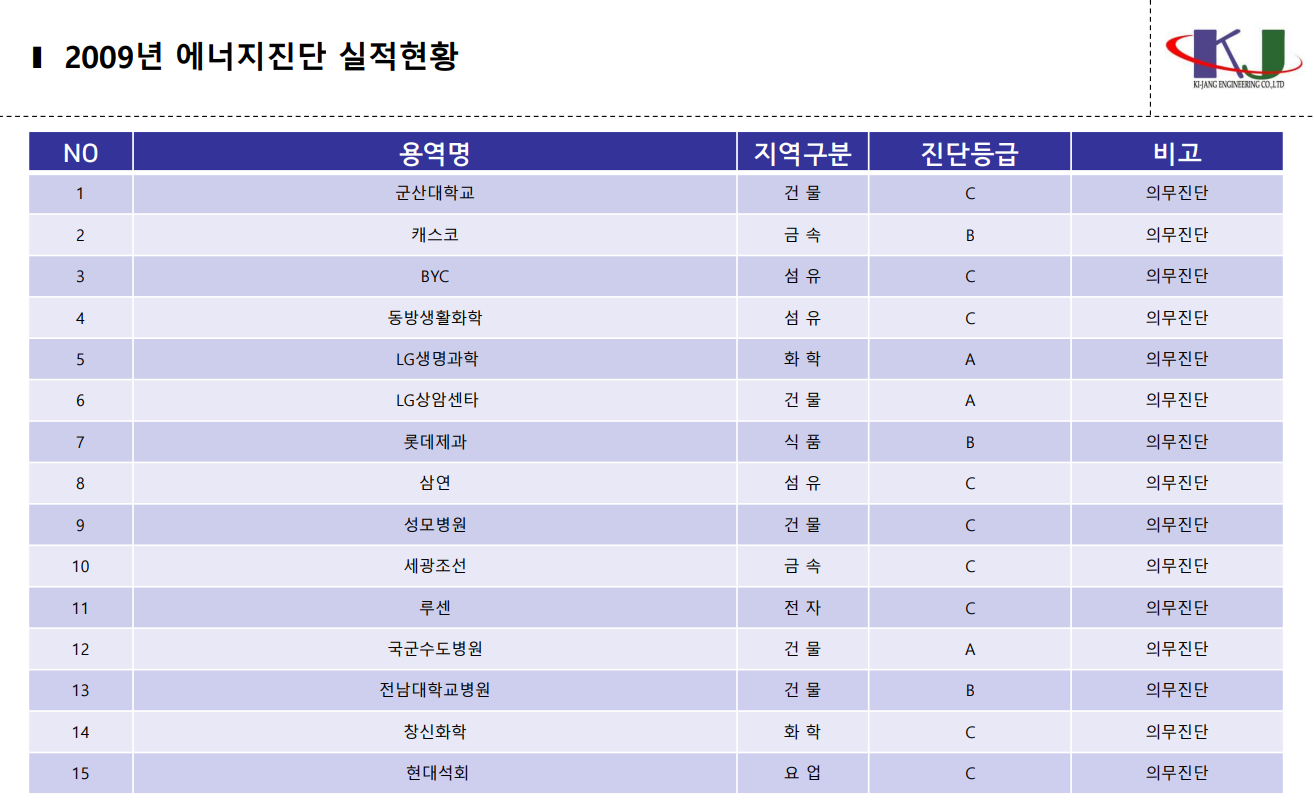 2009년 에너지진단 실적현황
KJ
KI-JANG ENGINEERING CO.,LTD
NO 용역명 지역구분 진단등급 비고
1 군산대학교 건 물 C 의무진단
2 캐스코 금 속 B 의무진단
3 BYC 섬 유 C 의무진단
4 동방생활화학 섬 유 C 의무진단
5 LG생명과학 화 학 A 의무진단
6 LG상암센타 건 물 A 의무진단
7 롯데제과 식 품 B 의무진단
8 삼연 섬 유 C 의무진단
9 성모병원 건 물 C 의무진단
10 세광조선 금 속 C 의무진단
11 루센 전 자 C 의무진단
12 국군수도병원 건 물 A 의무진단
13 전남대학교병원 건 물 B 의무진단
14 창신화학 화 학 C 의무진단
15 현대석회 요 업 C 의무진단